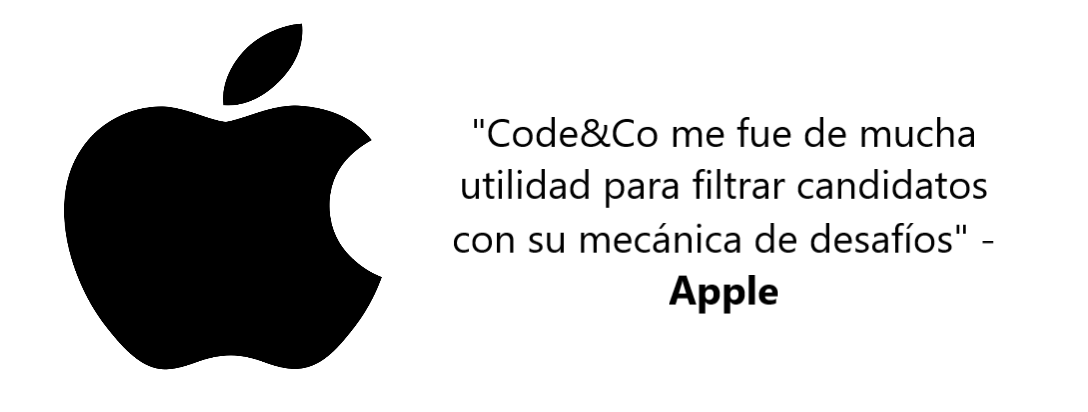 "Code&Co me fue de mucha
utilidad para filtrar candidatos
con su mecánica de desafíos" -
Apple